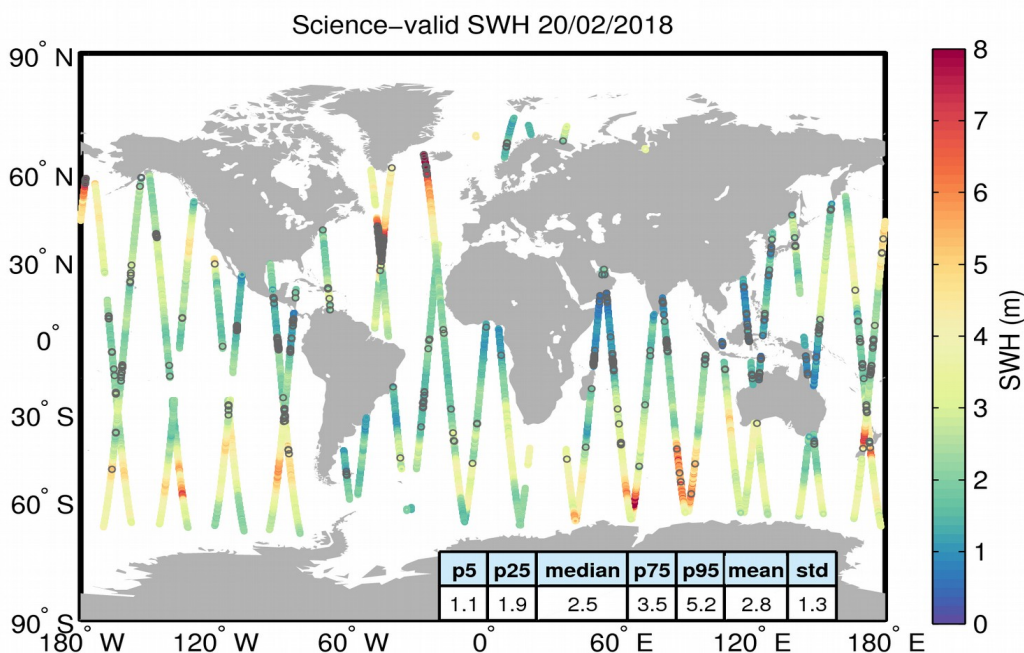 Science−valid SWH 20/02/2018
90° N
60° N
30° N
0°
30° S
60° S
90° S
180° W
120° W
60° W
0°
60° E
120° E
180° E
p5 p25 median p75 p95 mean std
1.1 1.9 2.5 3.5 5.2 2.8 1.3
8
7
6
5
4
3
2
1
0
SWH (m)